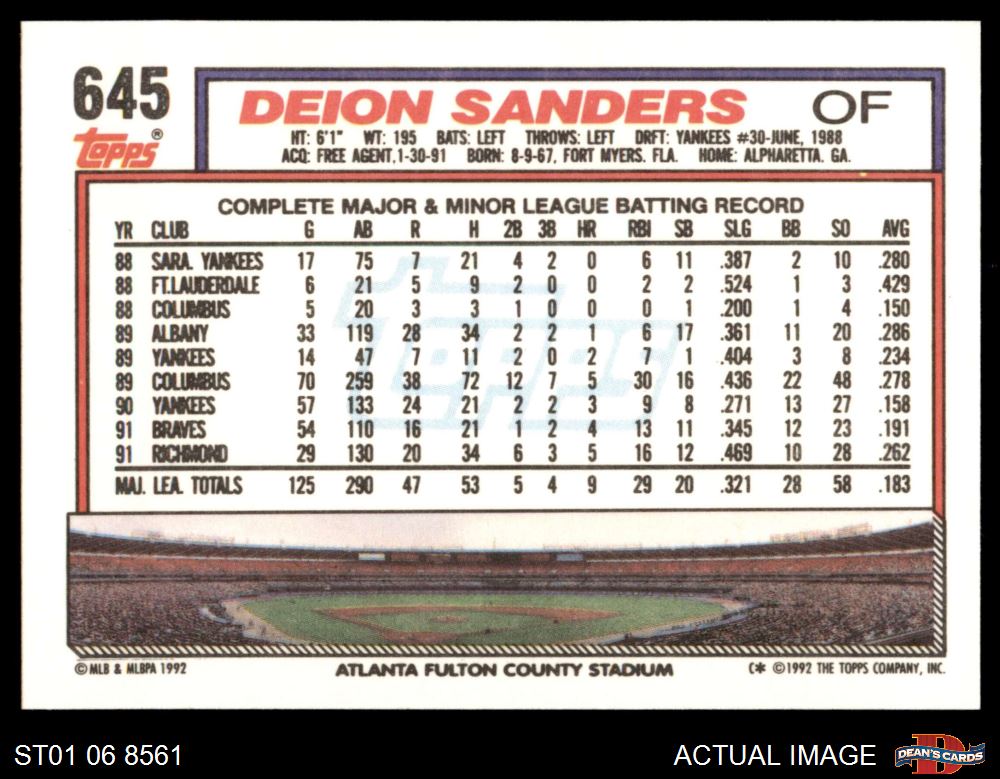 645
Topps®
DEION SANDERS OF
HT: 6'1" WT: 195 BATS: LEFT THROWS: LEFT DRFT: YANKEES #30-JUNE, 1988
ACQ: FREE AGENT,1-30-91 BORN: 8-9-67, FORT MYERS, FLA. HOME: ALPHARETTA, GA.
COMPLETE MAJOR & MINOR LEAGUE BATTING RECORD
YR CLUB G AB R H 2B 3B HR RBI SB SLG BB SO AVG
88 SARA. YANKEES 17 75 7 21 4 2 0 6 11 .387 2 10 .280
88 FT.LAUDERDALE 6 21 5 9 2 0 0 2 2 .524 1 3 .429
88 COLUMBUS 5 20 3 3 1 0 0 0 1 .200 1 4 .150
89 ALBANY 33 119 28 34 2 2 1 6 17 .361 11 20 .286
89 YANKEES 14 47 7 11 2 0 2 7 1 .404 3 8 .234
89 COLUMBUS 70 259 38 72 12 7 5 30 16 .436 22 48 .278
90 YANKEES 57 133 24 21 2 2 3 9 8 .271 13 27 .158
91 BRAVES 54 110 16 21 1 2 4 13 11 .345 12 23 .191
91 RICHMOND 29 130 20 34 6 3 5 16 12 .469 10 28 .262
MAJ. LEA. TOTALS 125 290 47 53 5 4 9 29 20 .321 28 58 .183
Topps
© MLB & MLBPA 1992 ATLANTA FULTON COUNTY STADIUM C* ©1992 THE TOPPS COMPANY, INC.
ST01 06 8561 ACTUAL IMAGE DEAN'S CARDS